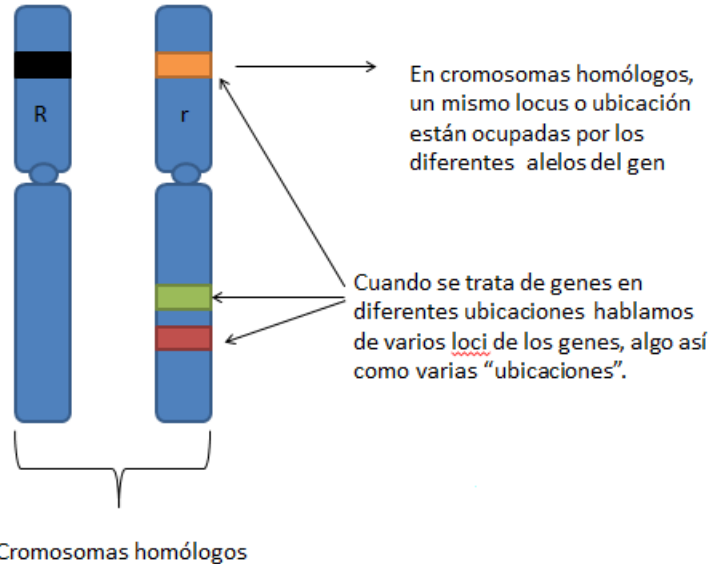 R
r
En cromosomas homólogos,
un mismo locus o ubicación
están ocupadas por los
diferentes alelos del gen
Cuando se trata de genes en
diferentes ubicaciones hablamos
de varios loci de los genes, algo así
como varias “ubicaciones”.
Cromosomas homólogos